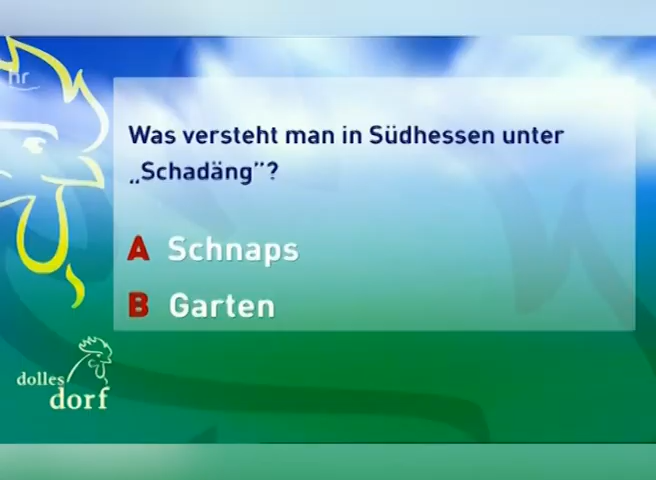 hr
Was versteht man in Südhessen unter
„Schadäng”?
A Schnaps
B Garten
dolles
dorf